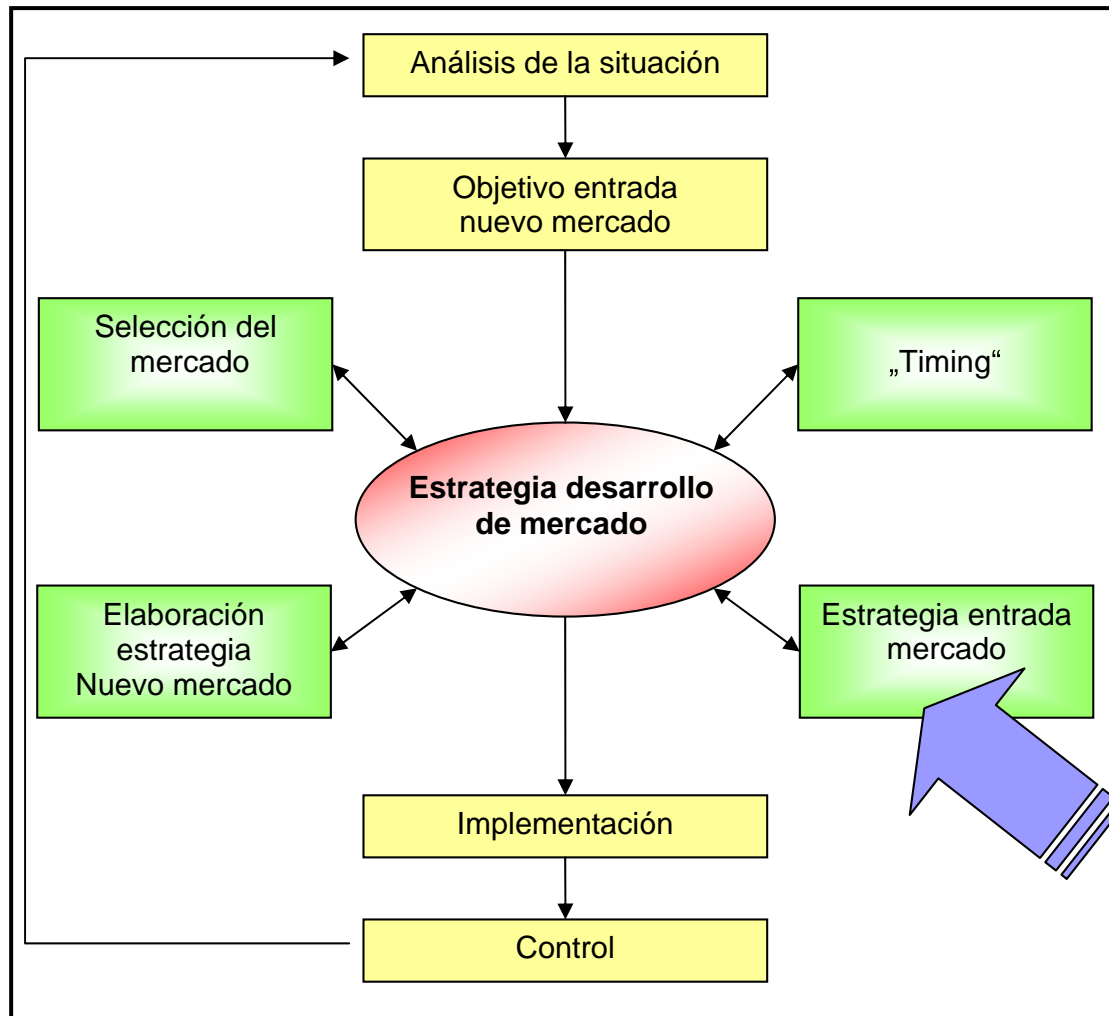 Análisis de la situación
Objetivo entrada
nuevo mercado
Selección del
mercado
„Timing“
Estrategia desarrollo
de mercado
Elaboración
estrategia
Nuevo mercado
Estrategia entrada
mercado
Implementación
Control